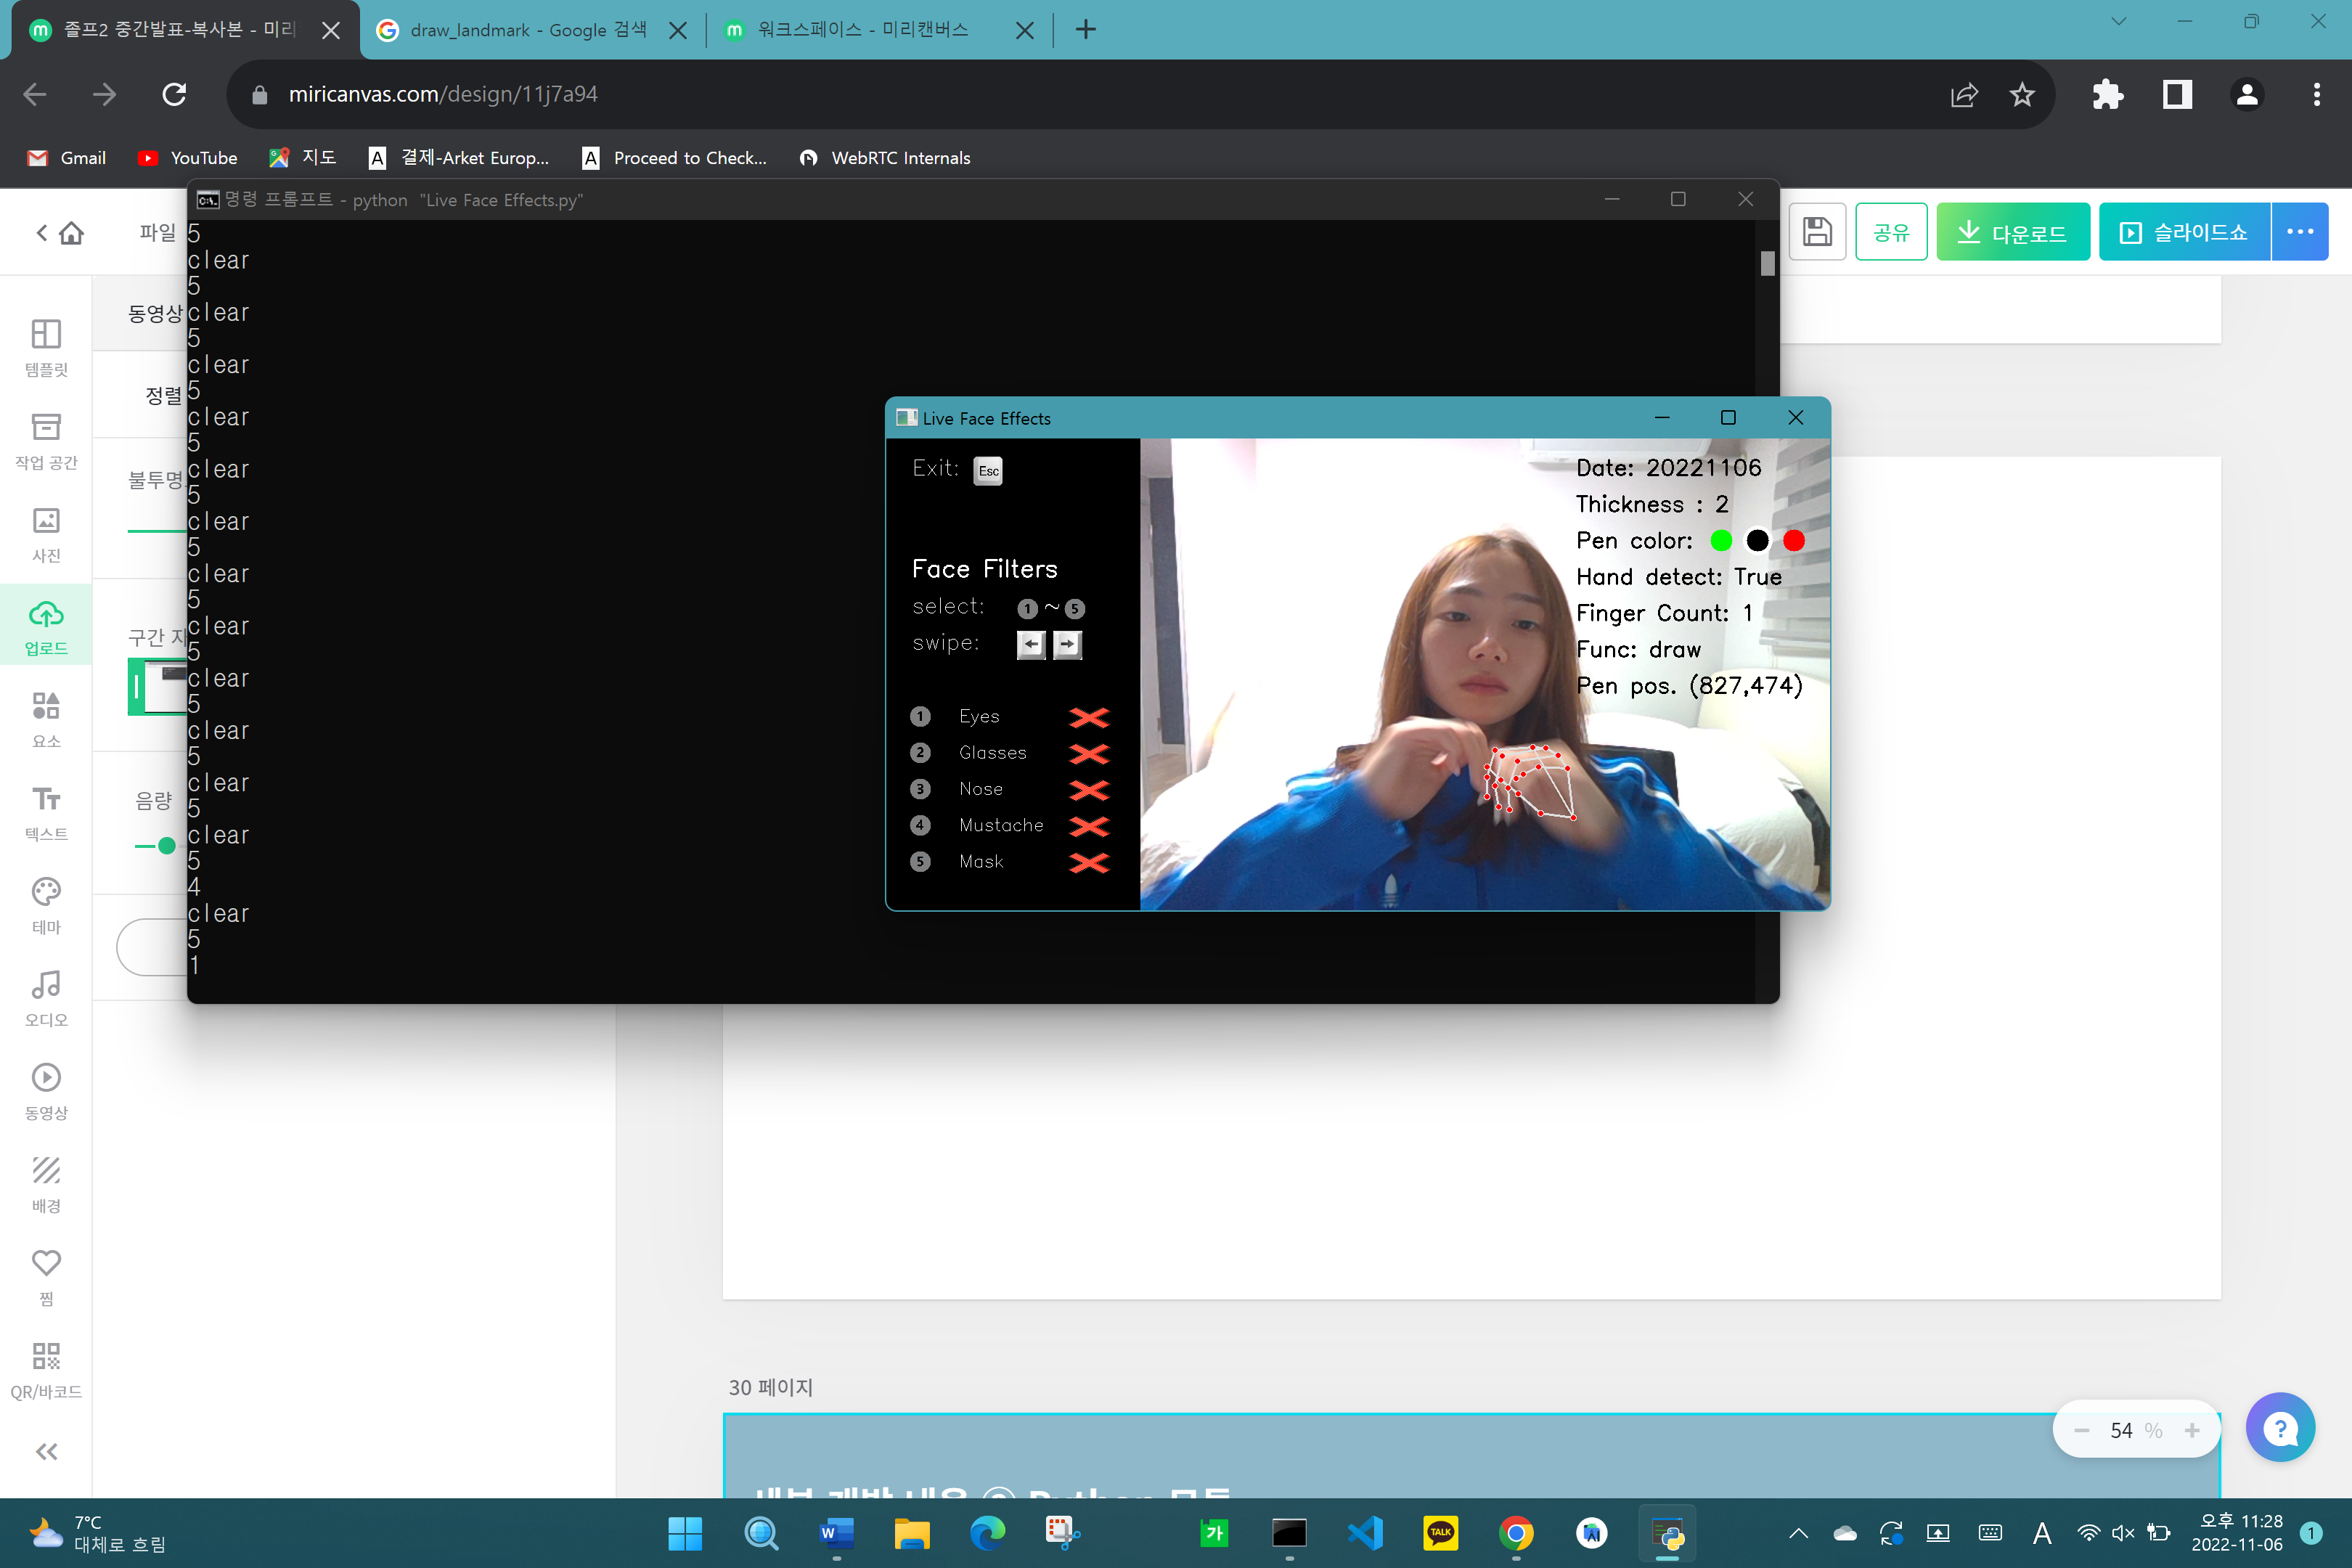 졸프2 중간발표-복사본 - 미리
draw_landmark - Google 검색
워크스페이스 - 미리캔버스
miricanvas.com/design/11j7a94
Gmail
YouTube
지도
A 결제-Arket Europ...
A Proceed to Check...
WebRTC Internals
명령 프롬프트 - python "Live Face Effects.py"
파일
공유
다운로드
슬라이드쇼
템플릿
작업 공간
사진
업로드
요소
텍스트
테마
오디오
동영상
배경
찜
QR/바코드
동영상
정렬
불투명
구간 자
음량
5
clear
5
clear
5
clear
5
clear
5
clear
5
clear
5
clear
5
clear
5
clear
5
clear
5
clear
5
clear
5
4
clear
5
1
Live Face Effects
Exit: Esc
Face Filters
select: 1 ~ 5
swipe: ← →
1 Eyes
2 Glasses
3 Nose
4 Mustache
5 Mask
Date: 20221106
Thickness : 2
Pen color:
Hand detect: True
Finger Count: 1
Func: draw
Pen pos. (827,474)
30 페이지
54 %
7°C
대체로 흐림
가
TALK
A
오후 11:28
2022-11-06
1